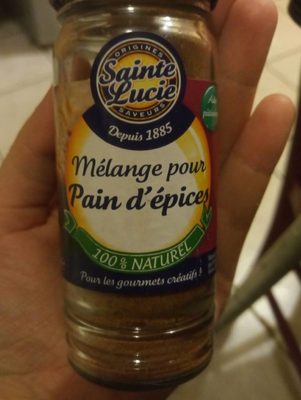 ORIGINES
Sainte
Lucie
SAVEURS
Depuis 1885
Mélange pour
Pain d'épices
100% NATUREL
Pour les gourmets créatifs !